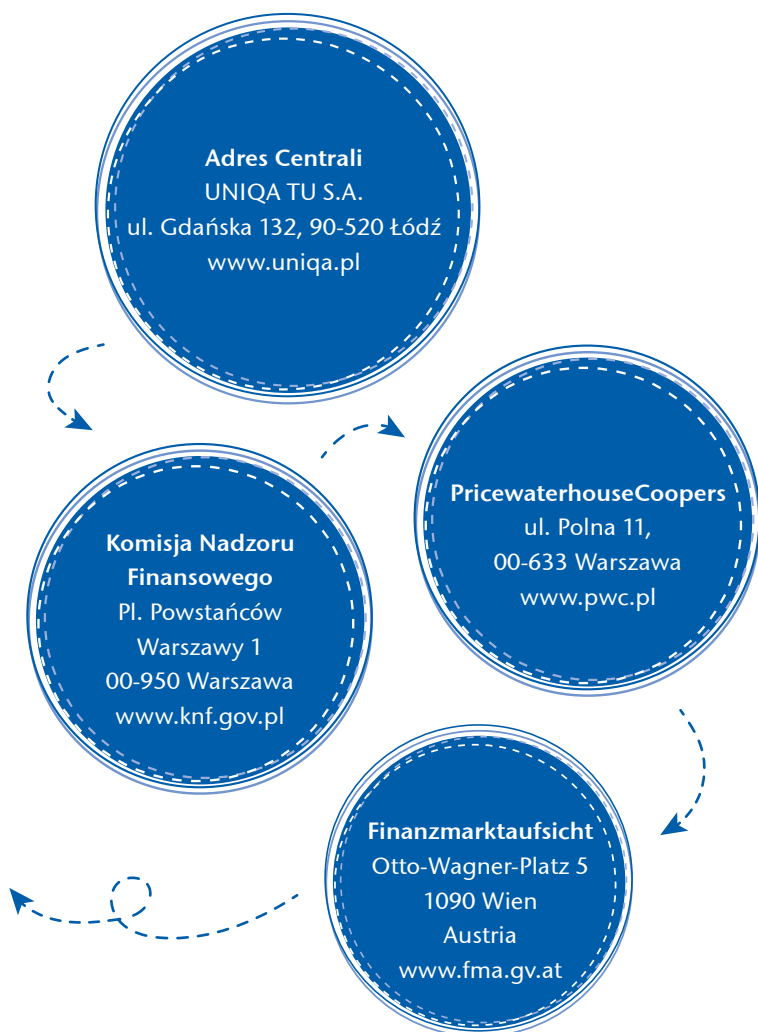 Adres Centrali
UNIQA TU S.A.
ul. Gdańska 132, 90-520 Łódź
www.uniqa.pl
Komisja Nadzoru
Finansowego
Pl. Powstańców
Warszawy 1
00-950 Warszawa
www.knf.gov.pl
PricewaterhouseCoopers
ul. Polna 11,
00-633 Warszawa
www.pwc.pl
Finanzmarktaufsicht
Otto-Wagner-Platz 5
1090 Wien
Austria
www.fma.gv.at